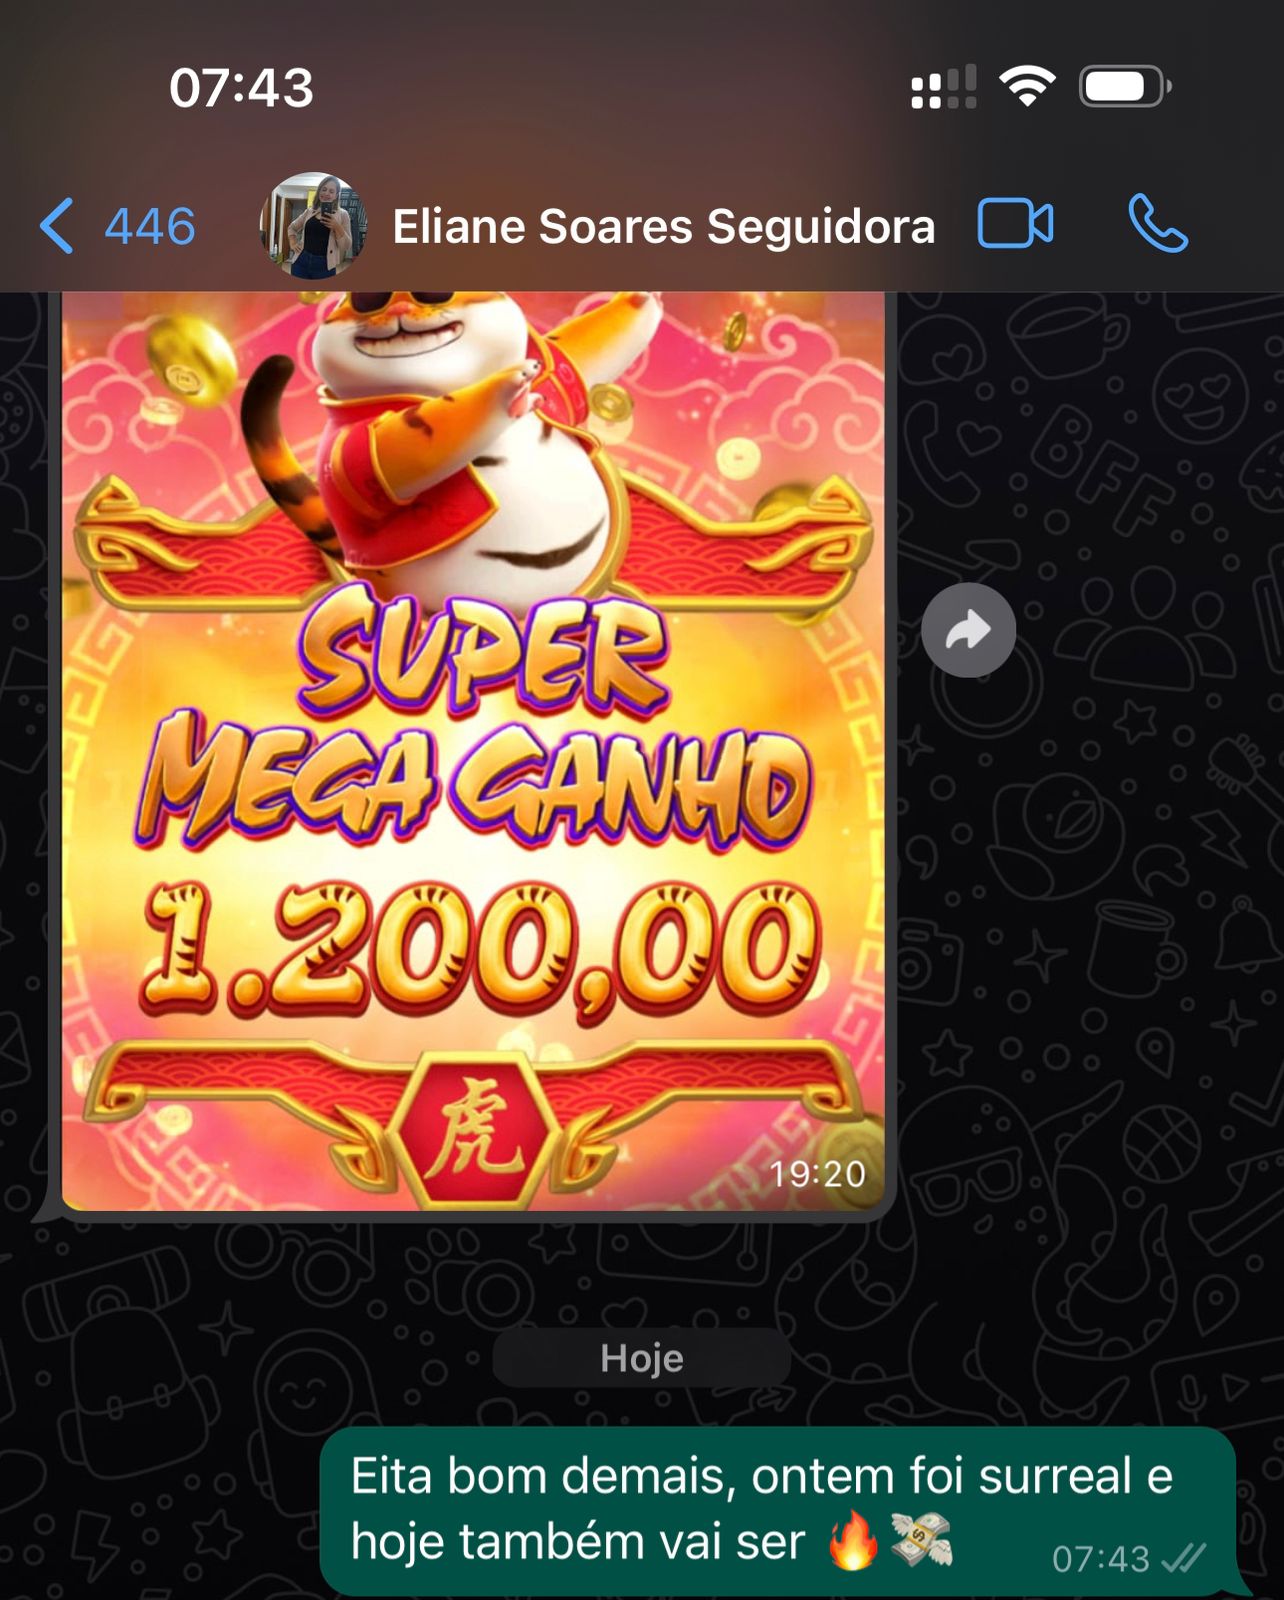 07:43
446
Eliane Soares Seguidora
SUPER
MEGA GANHO
1.200,00
虎
19:20
Hoje
Eita bom demais, ontem foi surreal e
hoje também vai ser 🔥💸
07:43